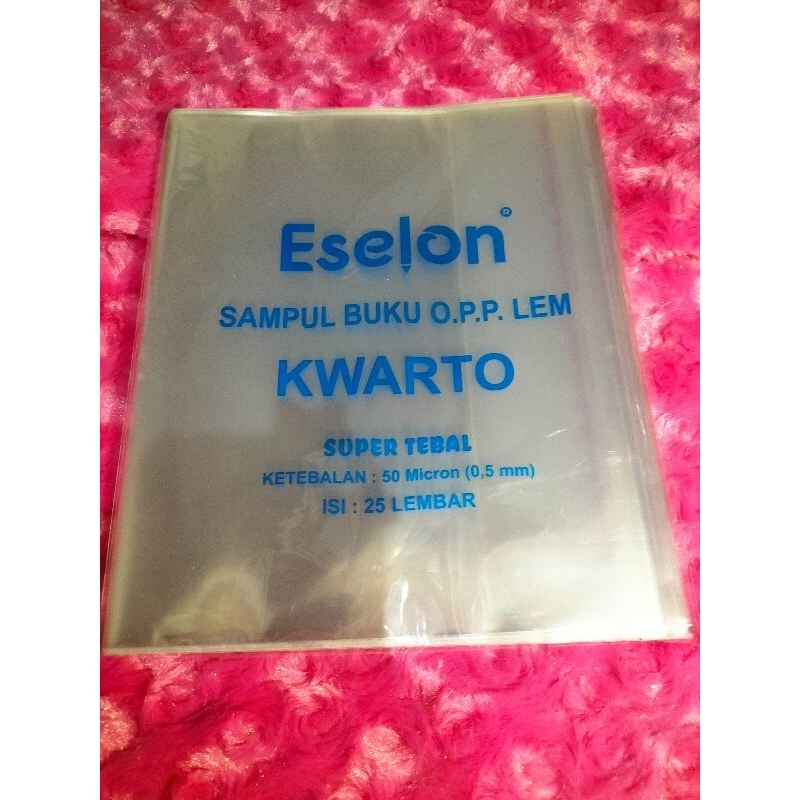 Eselon®
SAMPUL BUKU O.P.P. LEM
KWARTO
SUPER TEBAL
KETEBALAN : 50 Micron (0,5 mm)
ISI : 25 LEMBAR